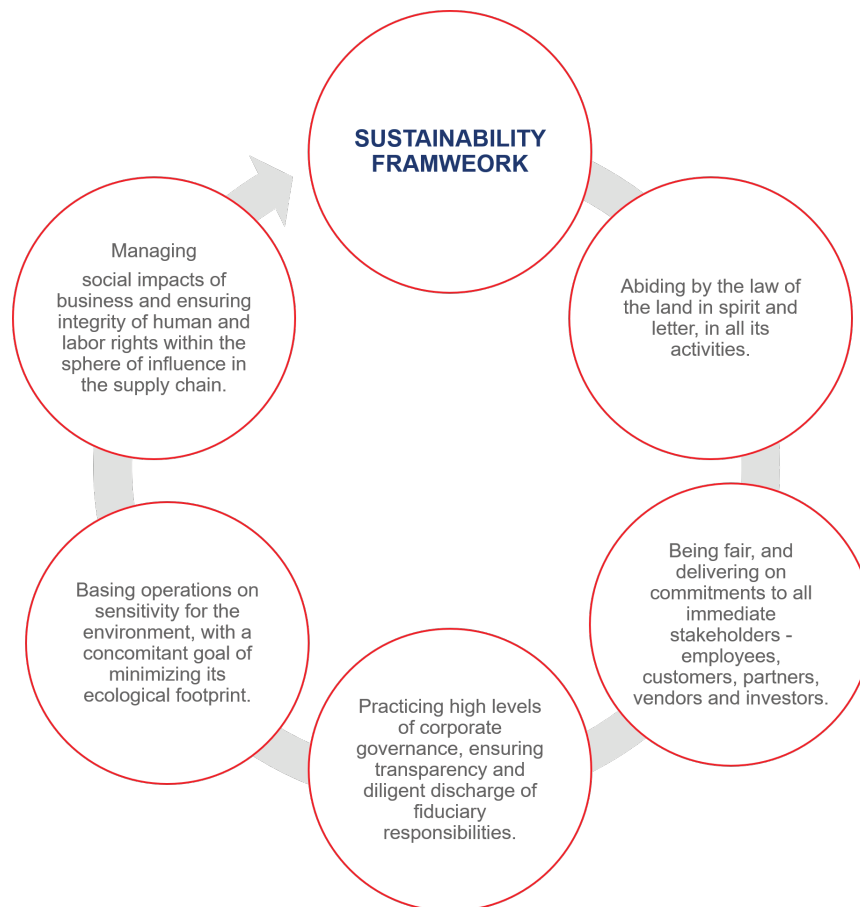 SUSTAINABILITY
FRAMWEORK
Abiding by the law of
the land in spirit and
letter, in all its
activities.
Being fair, and
delivering on
commitments to all
immediate
stakeholders -
employees,
customers, partners,
vendors and investors.
Practicing high levels
of corporate
governance, ensuring
transparency and
diligent discharge of
fiduciary
responsibilities.
Basing operations on
sensitivity for the
environment, with a
concomitant goal of
minimizing its
ecological footprint.
Managing
social impacts of
business and ensuring
integrity of human and
labor rights within the
sphere of influence in
the supply chain.